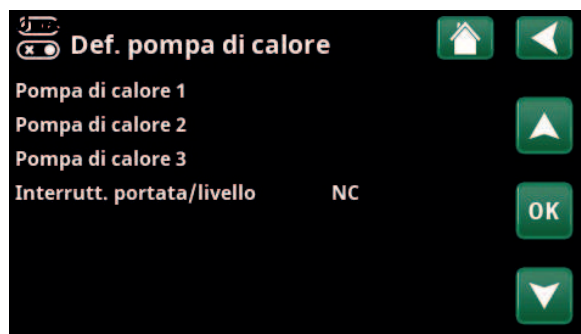 Def. pompa di calore
Pompa di calore 1
Pompa di calore 2
Pompa di calore 3
Interrutt. portata/livello NC
OK